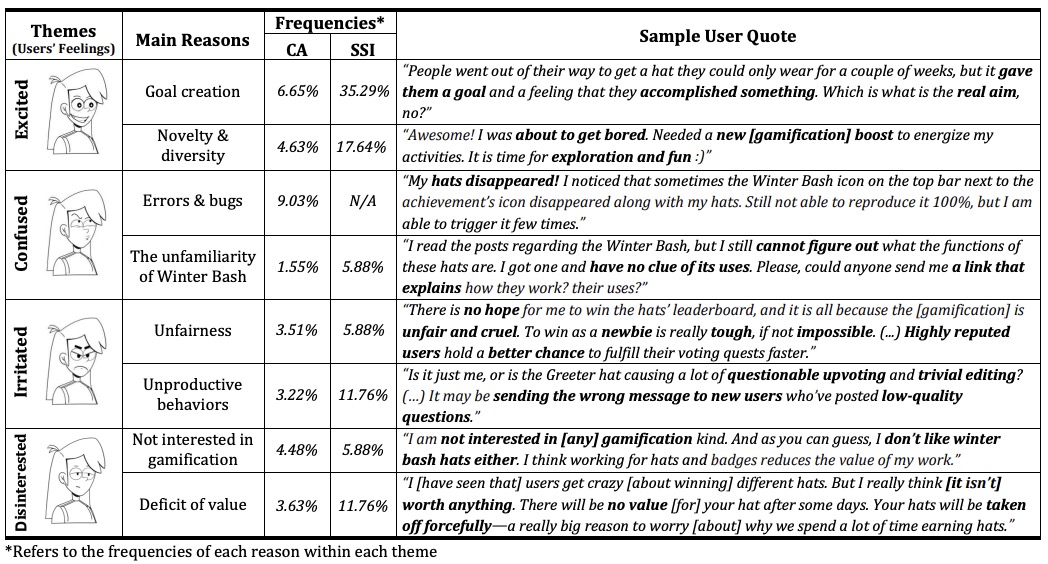 Themes
(Users' Feelings)
Main Reasons
Frequencies*
CA
SSI
Sample User Quote
Excited
Goal creation
6.65%
35.29%
"People went out of their way to get a hat they could only wear for a couple of weeks, but it gave
them a goal and a feeling that they accomplished something. Which is what is the real aim,
no?"
Novelty &
diversity
4.63%
17.64%
"Awesome! I was about to get bored. Needed a new [gamification] boost to energize my
activities. It is time for exploration and fun :)"
Confused
Errors & bugs
9.03%
N/A
"My hats disappeared! I noticed that sometimes the Winter Bash icon on the top bar next to the
achievement's icon disappeared along with my hats. Still not able to reproduce it 100%, but I am
able to trigger it few times."
The unfamiliarity
of Winter Bash
1.55%
5.88%
"I read the posts regarding the Winter Bash, but I still cannot figure out what the functions of
these hats are. I got one and have no clue of its uses. Please, could anyone send me a link that
explains how they work? their uses?"
Irritated
Unfairness
3.51%
5.88%
"There is no hope for me to win the hats' leaderboard, and it is all because the [gamification] is
unfair and cruel. To win as a newbie is really tough, if not impossible. (...) Highly reputed
users hold a better chance to fulfill their voting quests faster."
Unproductive
behaviors
3.22%
11.76%
"Is it just me, or is the Greeter hat causing a lot of questionable upvoting and trivial editing?
(...) It may be sending the wrong message to new users who've posted low-quality
questions."
Disinterested
Not interested in
gamification
4.48%
5.88%
"I am not interested in [any] gamification kind. And as you can guess, I don't like winter
bash hats either. I think working for hats and badges reduces the value of my work."
Deficit of value
3.63%
11.76%
"I [have seen that] users get crazy [about winning] different hats. But I really think [it isn't]
worth anything. There will be no value [for] your hat after some days. Your hats will be taken
off forcefully—a really big reason to worry [about] why we spend a lot of time earning hats."
*Refers to the frequencies of each reason within each theme